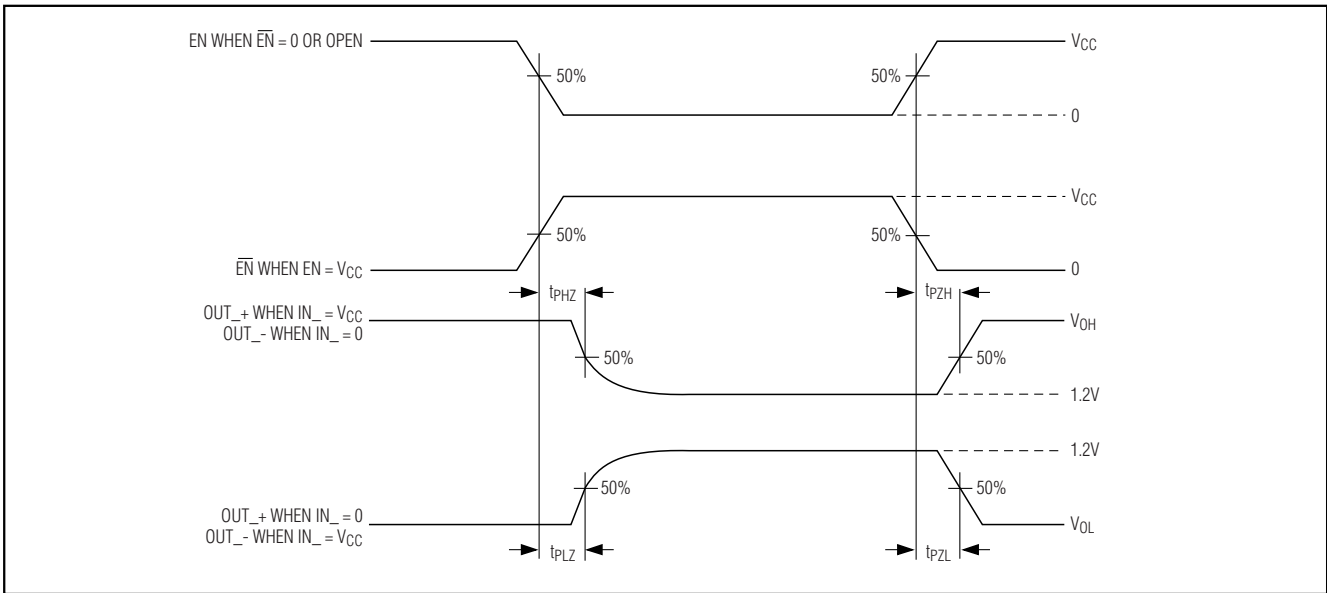 EN WHEN E̅N̅ = 0 OR OPEN
VCC
50%
50%
0
VCC
50%
50%
E̅N̅ WHEN EN = VCC
0
tPHZ
tPZH
OUT_+ WHEN IN_ = VCC
OUT_- WHEN IN_ = 0
VOH
50%
50%
1.2V
1.2V
50%
50%
OUT_+ WHEN IN_ = 0
OUT_- WHEN IN_ = VCC
VOL
tPLZ
tPZL